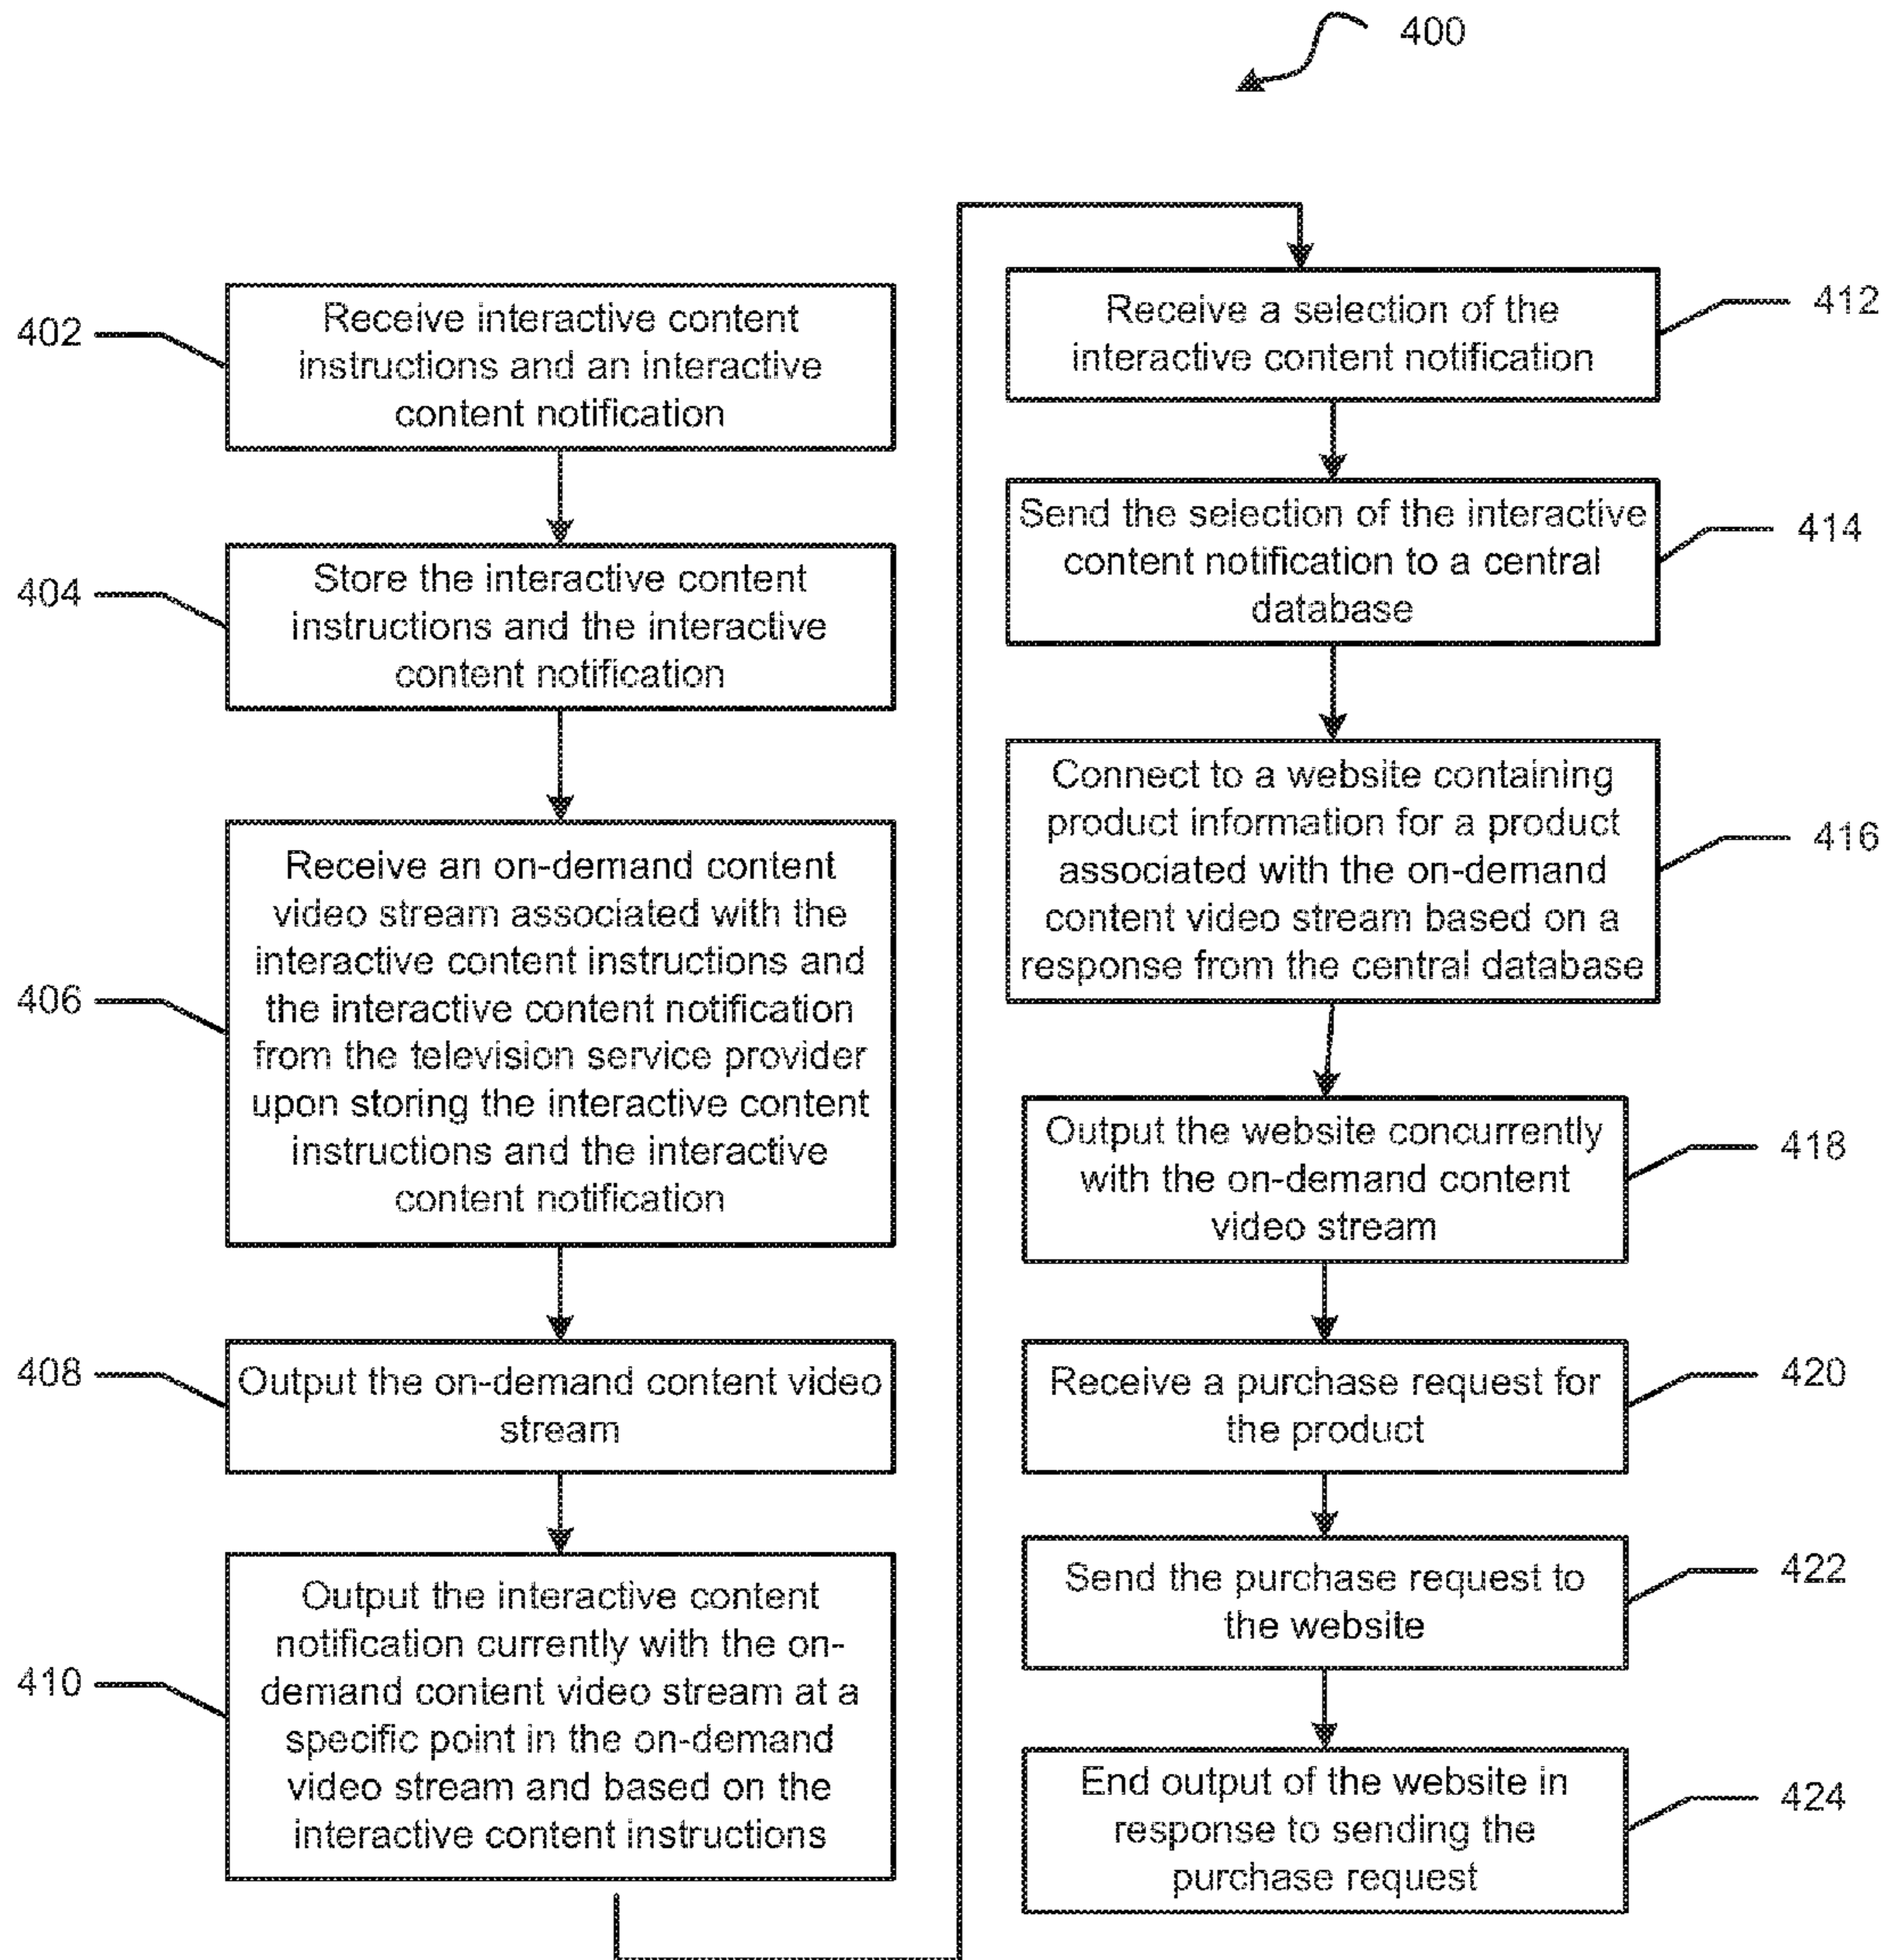 400
402
Receive interactive content
instructions and an interactive
content notification
404
Store the interactive content
instructions and the interactive
content notification
406
Receive an on-demand content
video stream associated with the
interactive content instructions and
the interactive content notification
from the television service provider
upon storing the interactive content
instructions and the interactive
content notification
408
Output the on-demand content video
stream
410
Output the interactive content
notification currently with the on-
demand content video stream at a
specific point in the on-demand
video stream and based on the
interactive content instructions
Receive a selection of the
interactive content notification
412
Send the selection of the interactive
content notification to a central
database
414
Connect to a website containing
product information for a product
associated with the on-demand
content video stream based on a
response from the central database
416
Output the website concurrently
with the on-demand content
video stream
418
Receive a purchase request for
the product
420
Send the purchase request to
the website
422
End output of the website in
response to sending the
purchase request
424